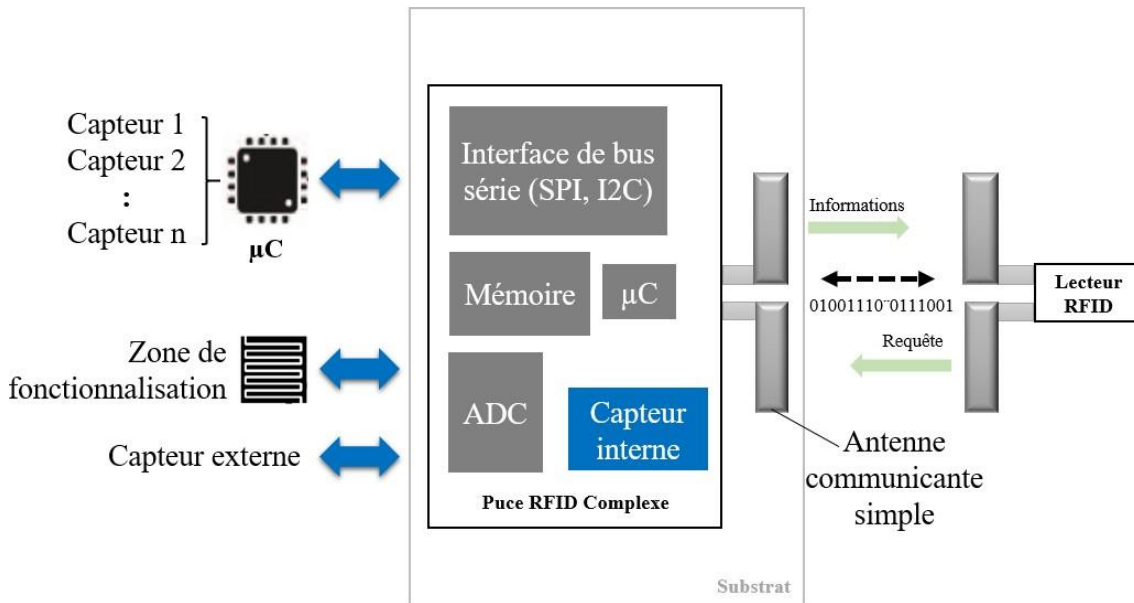 Capteur 1
Capteur 2
:
Capteur n
µC
Zone de
fonctionnalisation
Capteur externe
Interface de bus
série (SPI, I2C)
Mémoire
µC
ADC
Capteur
interne
Puce RFID Complexe
Substrat
Informations
01001110⁻0111001
Requête
Antenne
communicante
simple
Lecteur
RFID